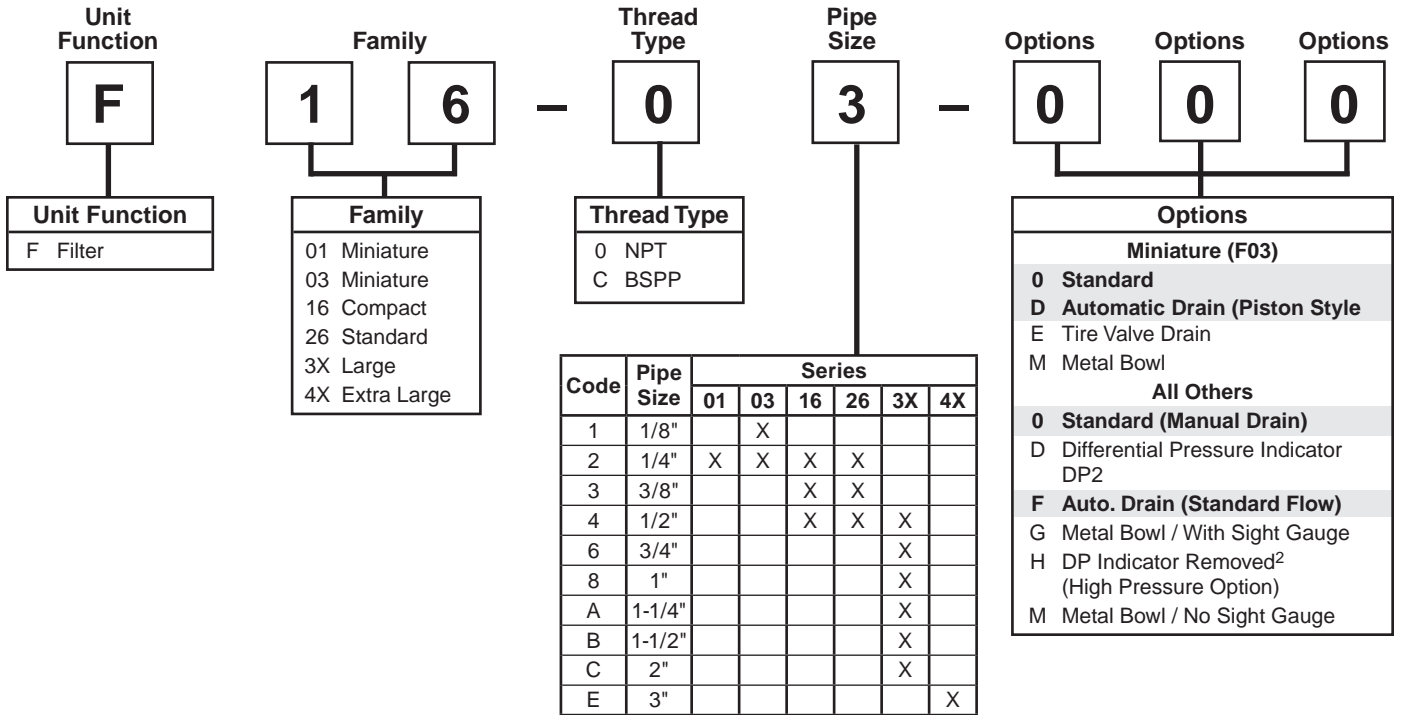 Unit Function
Family
Thread Type
Pipe Size
Options
Options
Options
F
1
6
–
0
3
–
0
0
0
Unit Function
F Filter
Family
01 Miniature
03 Miniature
16 Compact
26 Standard
3X Large
4X Extra Large
Thread Type
0 NPT
C BSPP
Code Pipe Size Series
01 03 16 26 3X 4X
1 1/8" X
2 1/4" X X X X
3 3/8" X X
4 1/2" X X X
6 3/4" X
8 1" X
A 1-1/4" X
B 1-1/2" X
C 2" X
E 3" X
Options
Miniature (F03)
0 Standard
D Automatic Drain (Piston Style
E Tire Valve Drain
M Metal Bowl
All Others
0 Standard (Manual Drain)
D Differential Pressure Indicator
DP2
F Auto. Drain (Standard Flow)
G Metal Bowl / With Sight Gauge
H DP Indicator Removed2
(High Pressure Option)
M Metal Bowl / No Sight Gauge